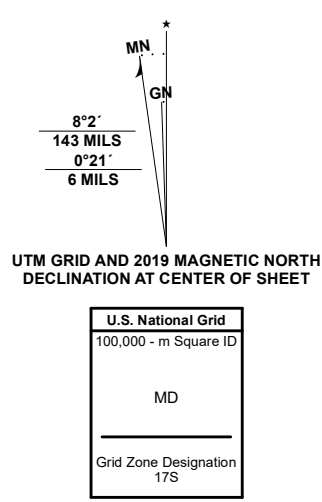 ★
MN
GN
8°2´
143 MILS
0°21´
6 MILS
UTM GRID AND 2019 MAGNETIC NORTH
DECLINATION AT CENTER OF SHEET
U.S. National Grid
100,000 - m Square ID
MD
Grid Zone Designation
17S